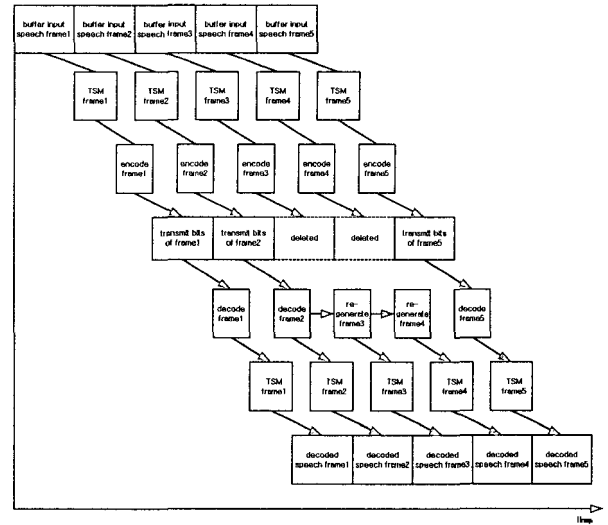 buffer input speech frame1
buffer input speech frame2
buffer input speech frame3
buffer input speech frame4
buffer input speech frame5
TSM frame1
TSM frame2
TSM frame3
TSM frame4
TSM frame5
encode frame1
encode frame2
encode frame3
encode frame4
encode frame5
transmit bits of frame1
transmit bits of frame2
deleted
deleted
transmit bits of frame5
decode frame1
decode frame2
re-generate frame3
re-generate frame4
decode frame5
TSM frame1
TSM frame2
TSM frame3
TSM frame4
TSM frame5
decoded speech frame1
decoded speech frame2
decoded speech frame3
decoded speech frame4
decoded speech frame5
time